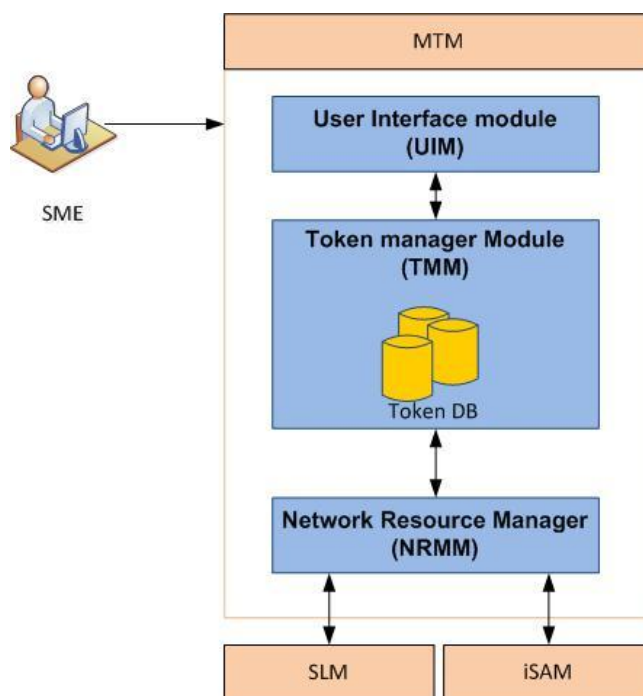 MTM
User Interface module
(UIM)
SME
Token manager Module
(TMM)
Token DB
Network Resource Manager
(NRMM)
SLM
iSAM